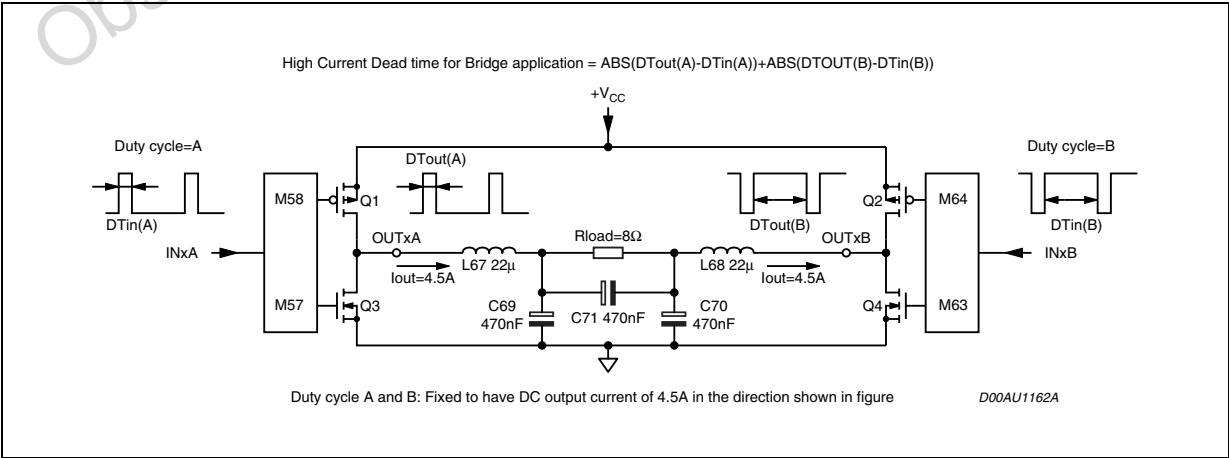 Obs
High Current Dead time for Bridge application = ABS(DTout(A)-DTin(A))+ABS(DTOUT(B)-DTin(B))
+VCC
Duty cycle=A
DTout(A)
Duty cycle=B
M58
Q1
Q2
M64
DTin(A)
DTout(B)
DTin(B)
INxA
OUTxA
Rload=8Ω
OUTxB
INxB
L67 22µ
L68 22µ
Iout=4.5A
Iout=4.5A
M57
Q3
C69
470nF
C71 470nF
C70
470nF
Q4
M63
Duty cycle A and B: Fixed to have DC output current of 4.5A in the direction shown in figure
D00AU1162A